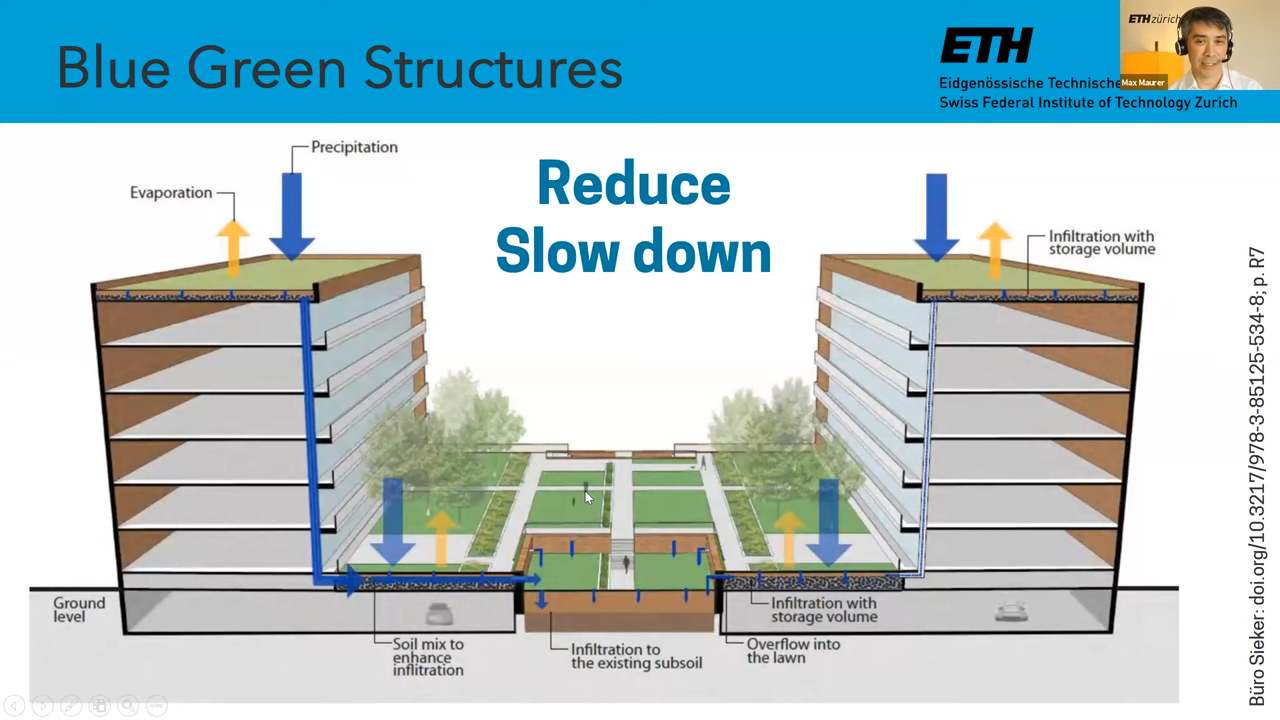 Blue Green Structures
ETH
Eidgenössische Technische
Swiss Federal Institute of Technology Zurich
ETH zürich
Max Maurer
Precipitation
Evaporation
Reduce
Slow down
Infiltration with
storage volume
Ground
level
Soil mix to
enhance
inflitration
Infiltration to
the existing subsoil
Infiltration with
storage volume
Overflow into
the lawn
Büro Sieker: doi.org/10.3217/978-3-85125-534-8; p. R7